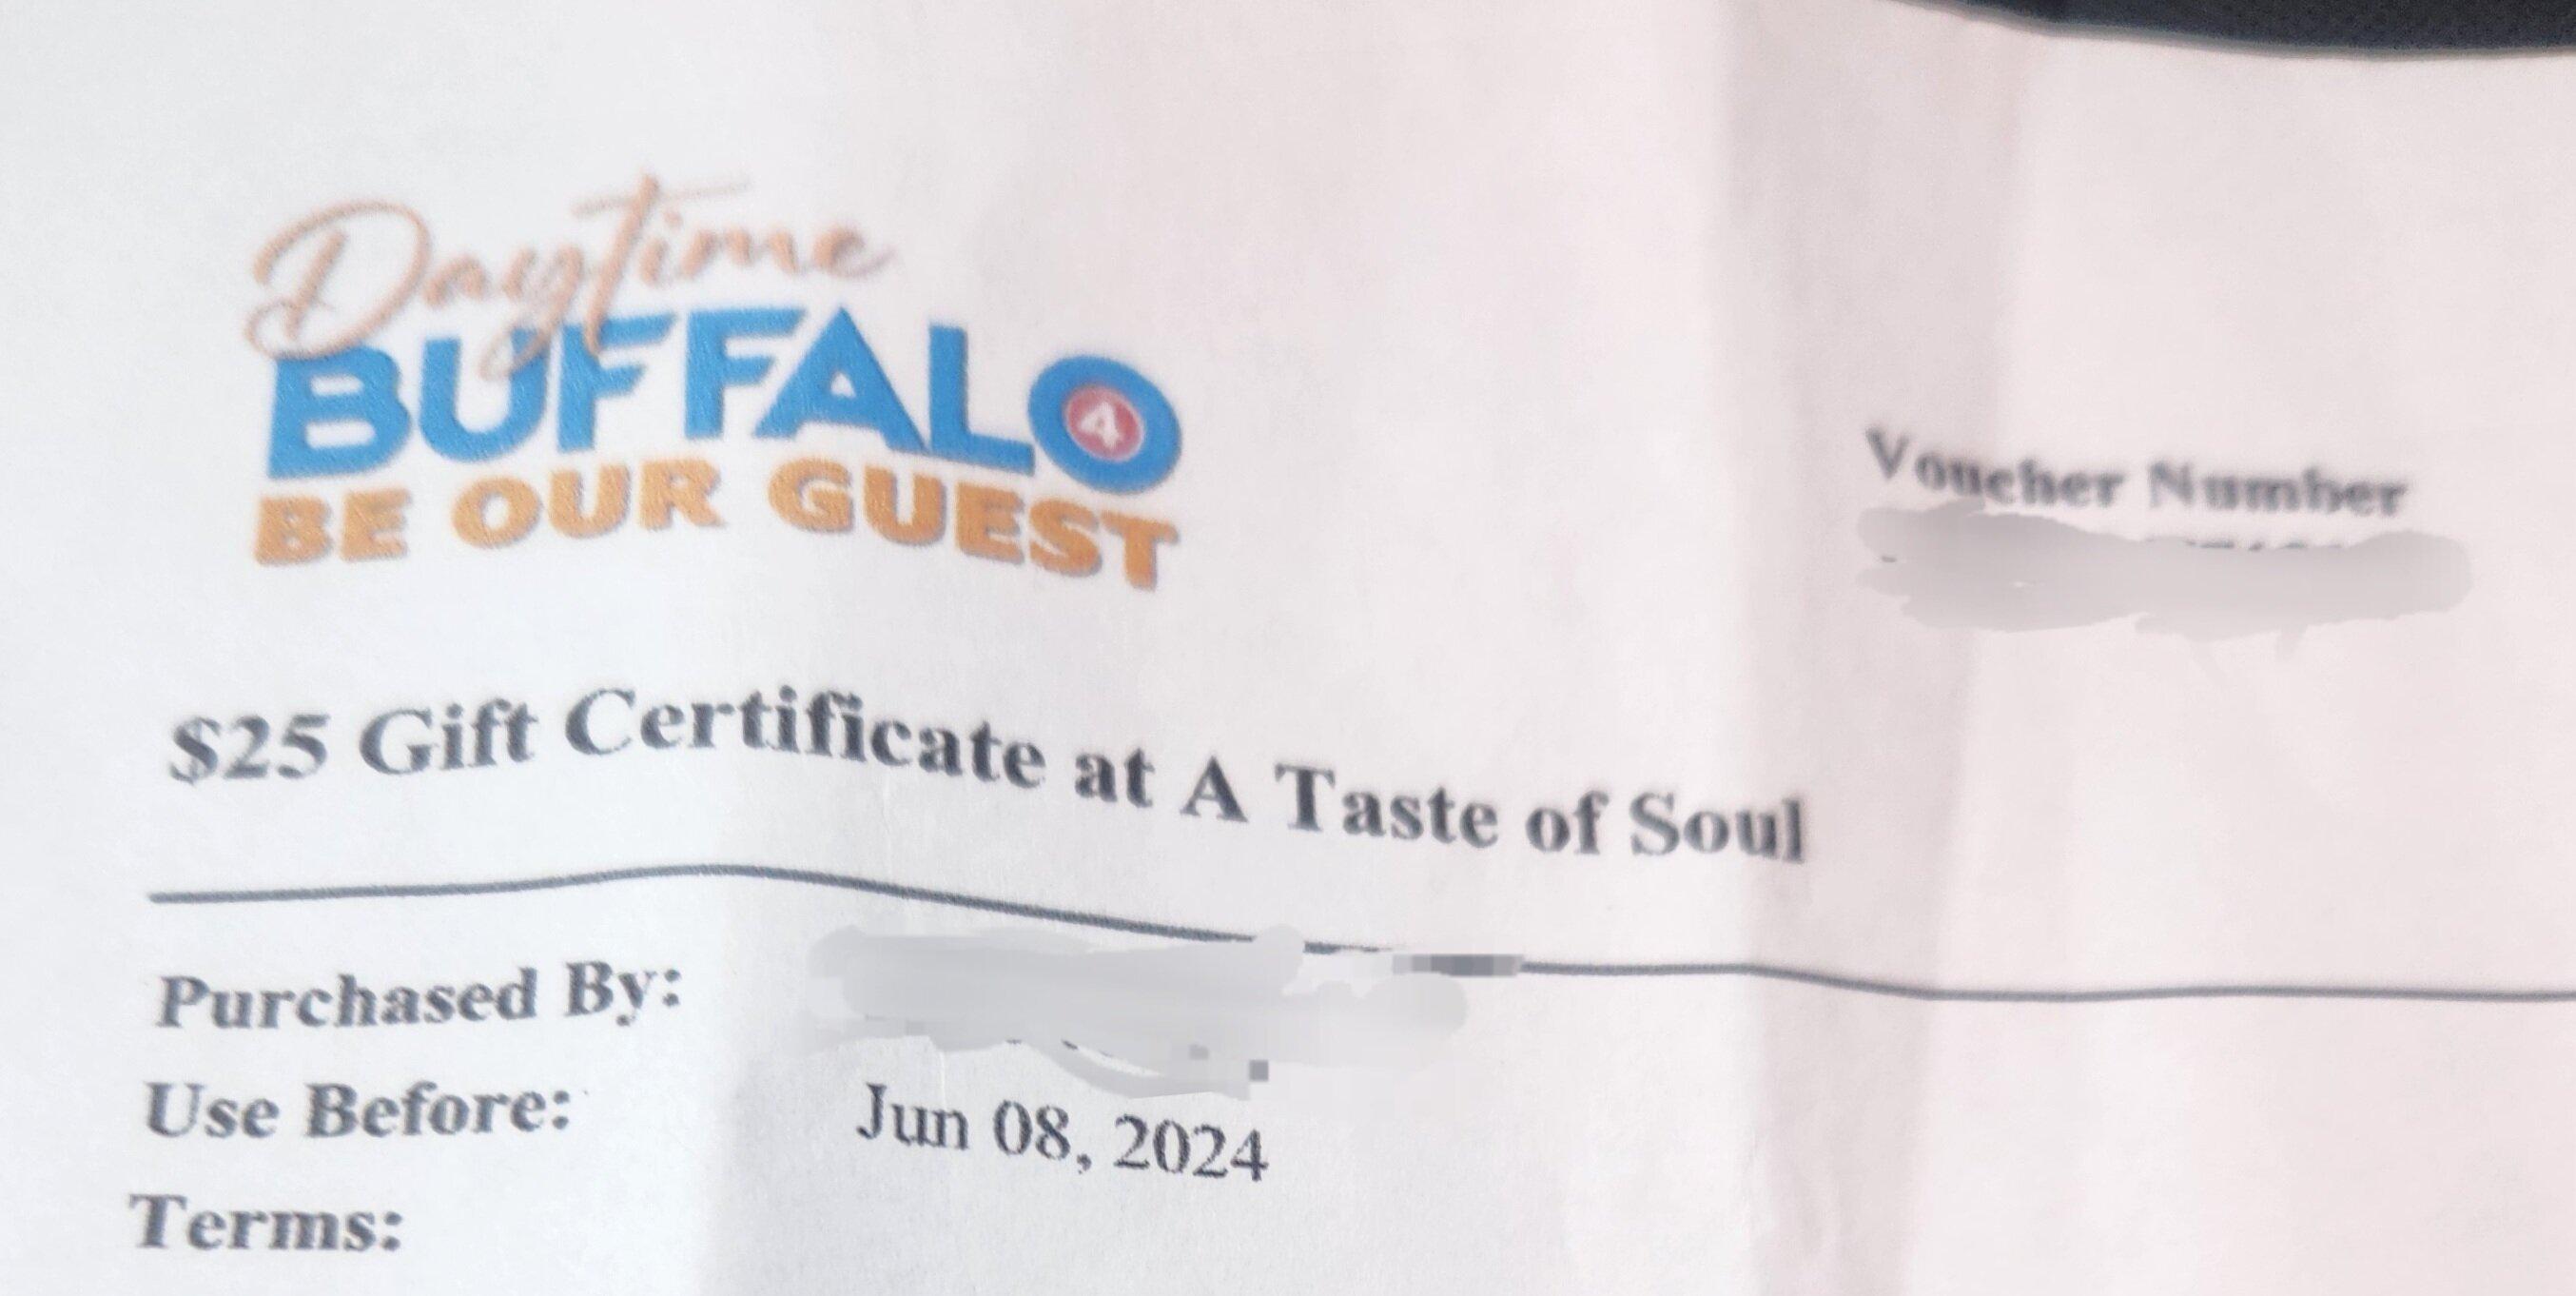 Daytime
BUFFALO
4
BE OUR GUEST
Voucher Number
$25 Gift Certificate at A Taste of Soul
Purchased By:
Use Before: Jun 08, 2024
Terms: